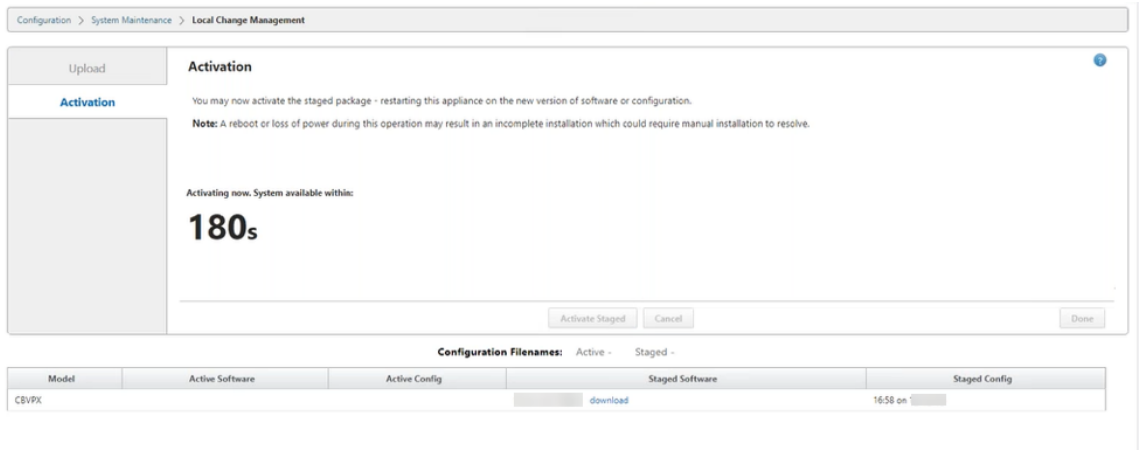 Configuration > System Maintenance > Local Change Management
Upload
Activation
Activation
You may now activate the staged package - restarting this appliance on the new version of software or configuration.
Note: A reboot or loss of power during this operation may result in an incomplete installation which could require manual installation to resolve.
Activating now. System available within:
180s
Activate Staged Cancel Done
Configuration Filenames: Active - Staged -
Model Active Software Active Config Staged Software Staged Config
CBVPX download 16:58 on